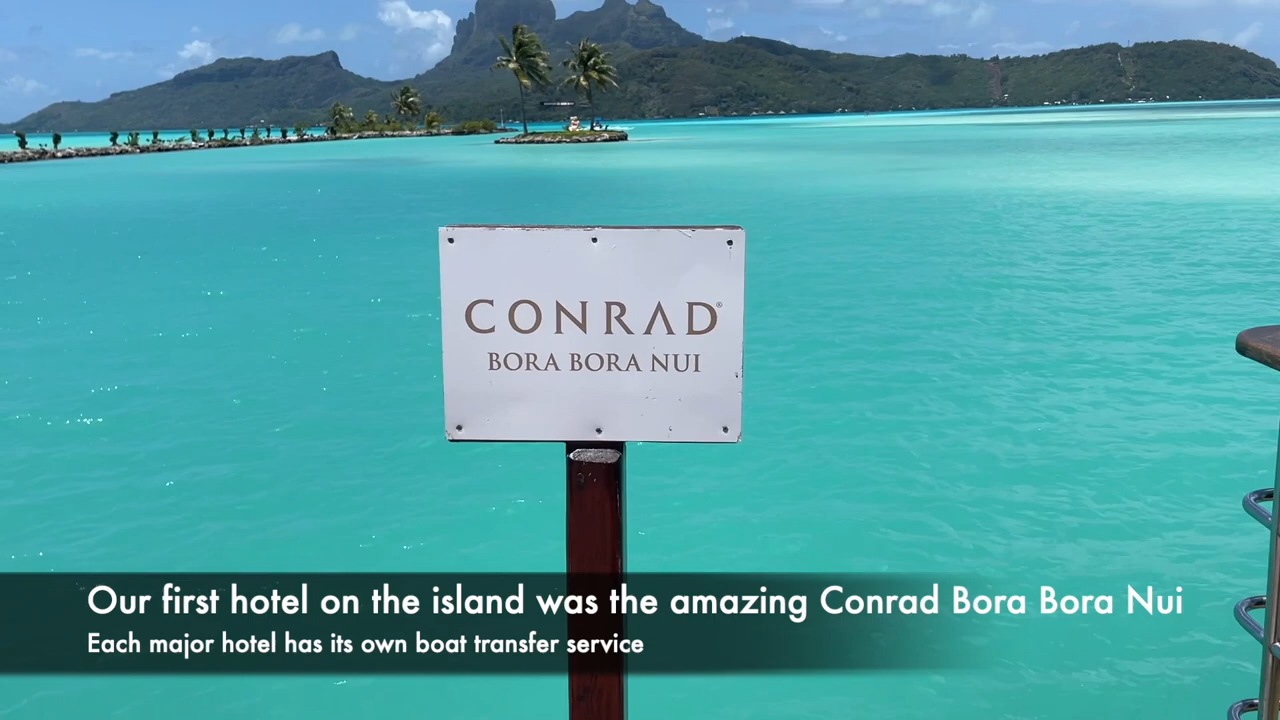 CONRAD®
BORA BORA NUI
Our first hotel on the island was the amazing Conrad Bora Bora Nui
Each major hotel has its own boat transfer service